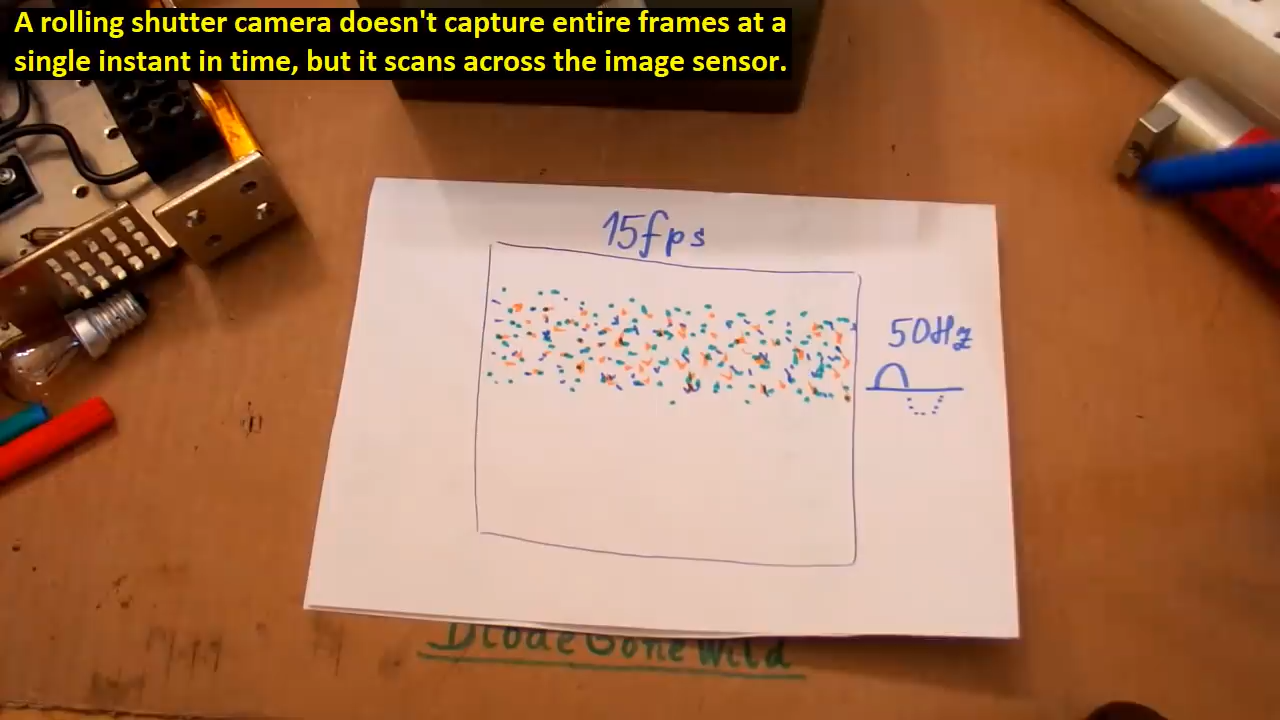 A rolling shutter camera doesn't capture entire frames at a
single instant in time, but it scans across the image sensor.
15fps
50Hz
DiodeGoneWild